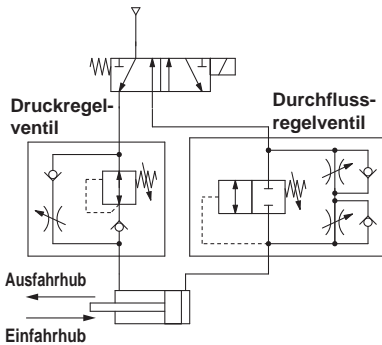 Druckregel-
ventil
Durchfluss-
regelventil
Ausfahrhub
Einfahrhub